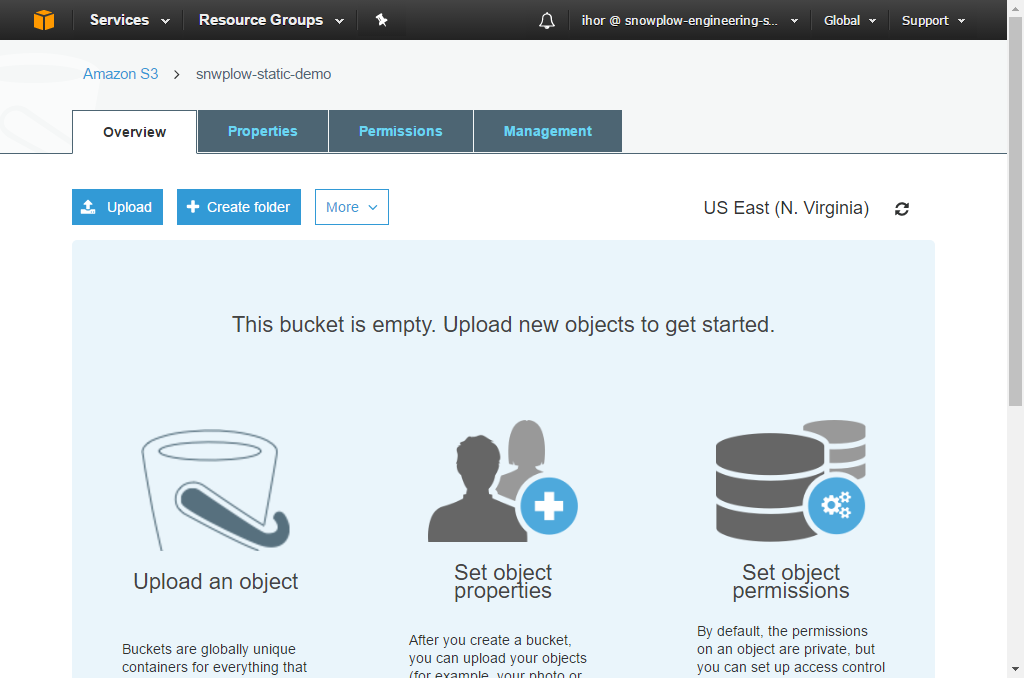 Services Resource Groups ihor @ snowplow-engineering-s... Global Support
Amazon S3 > snwplow-static-demo
Overview Properties Permissions Management
Upload Create folder More US East (N. Virginia)
This bucket is empty. Upload new objects to get started.
Upload an object
Set object
properties
Set object
permissions
Buckets are globally unique
containers for everything that
After you create a bucket,
you can upload your objects
(for example, your photo or
By default, the permissions
on an object are private, but
you can set up access control